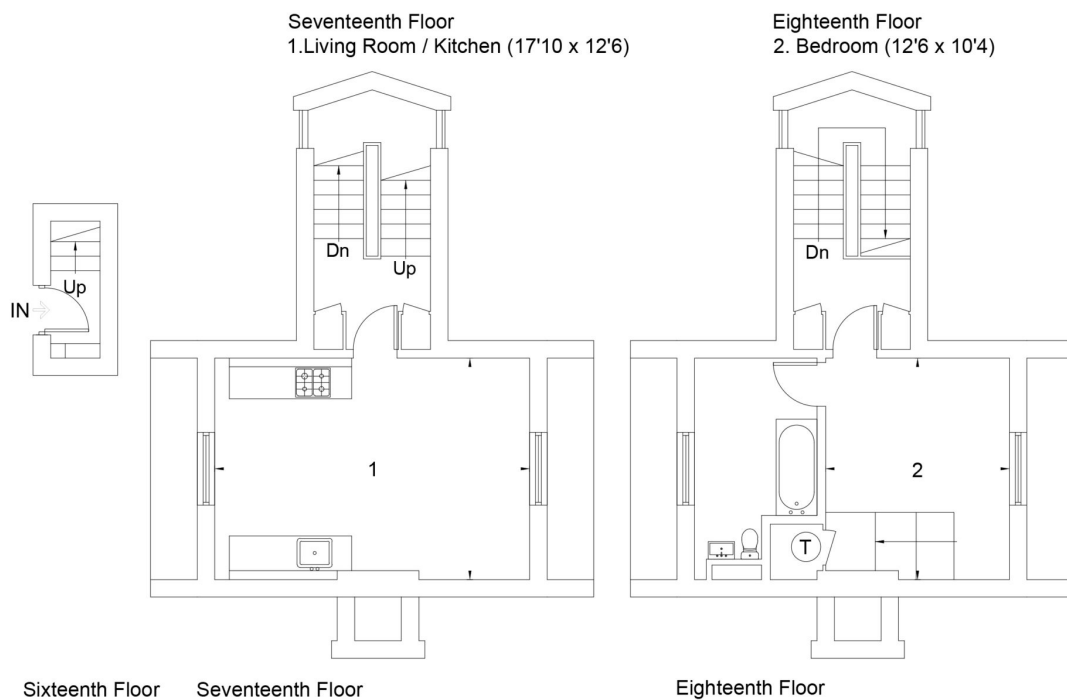 Seventeenth Floor
1.Living Room / Kitchen (17'10 x 12'6)
Eighteenth Floor
2. Bedroom (12'6 x 10'4)
Dn
Up
Dn
Up
IN
1
2
T
Sixteenth Floor
Seventeenth Floor
Eighteenth Floor